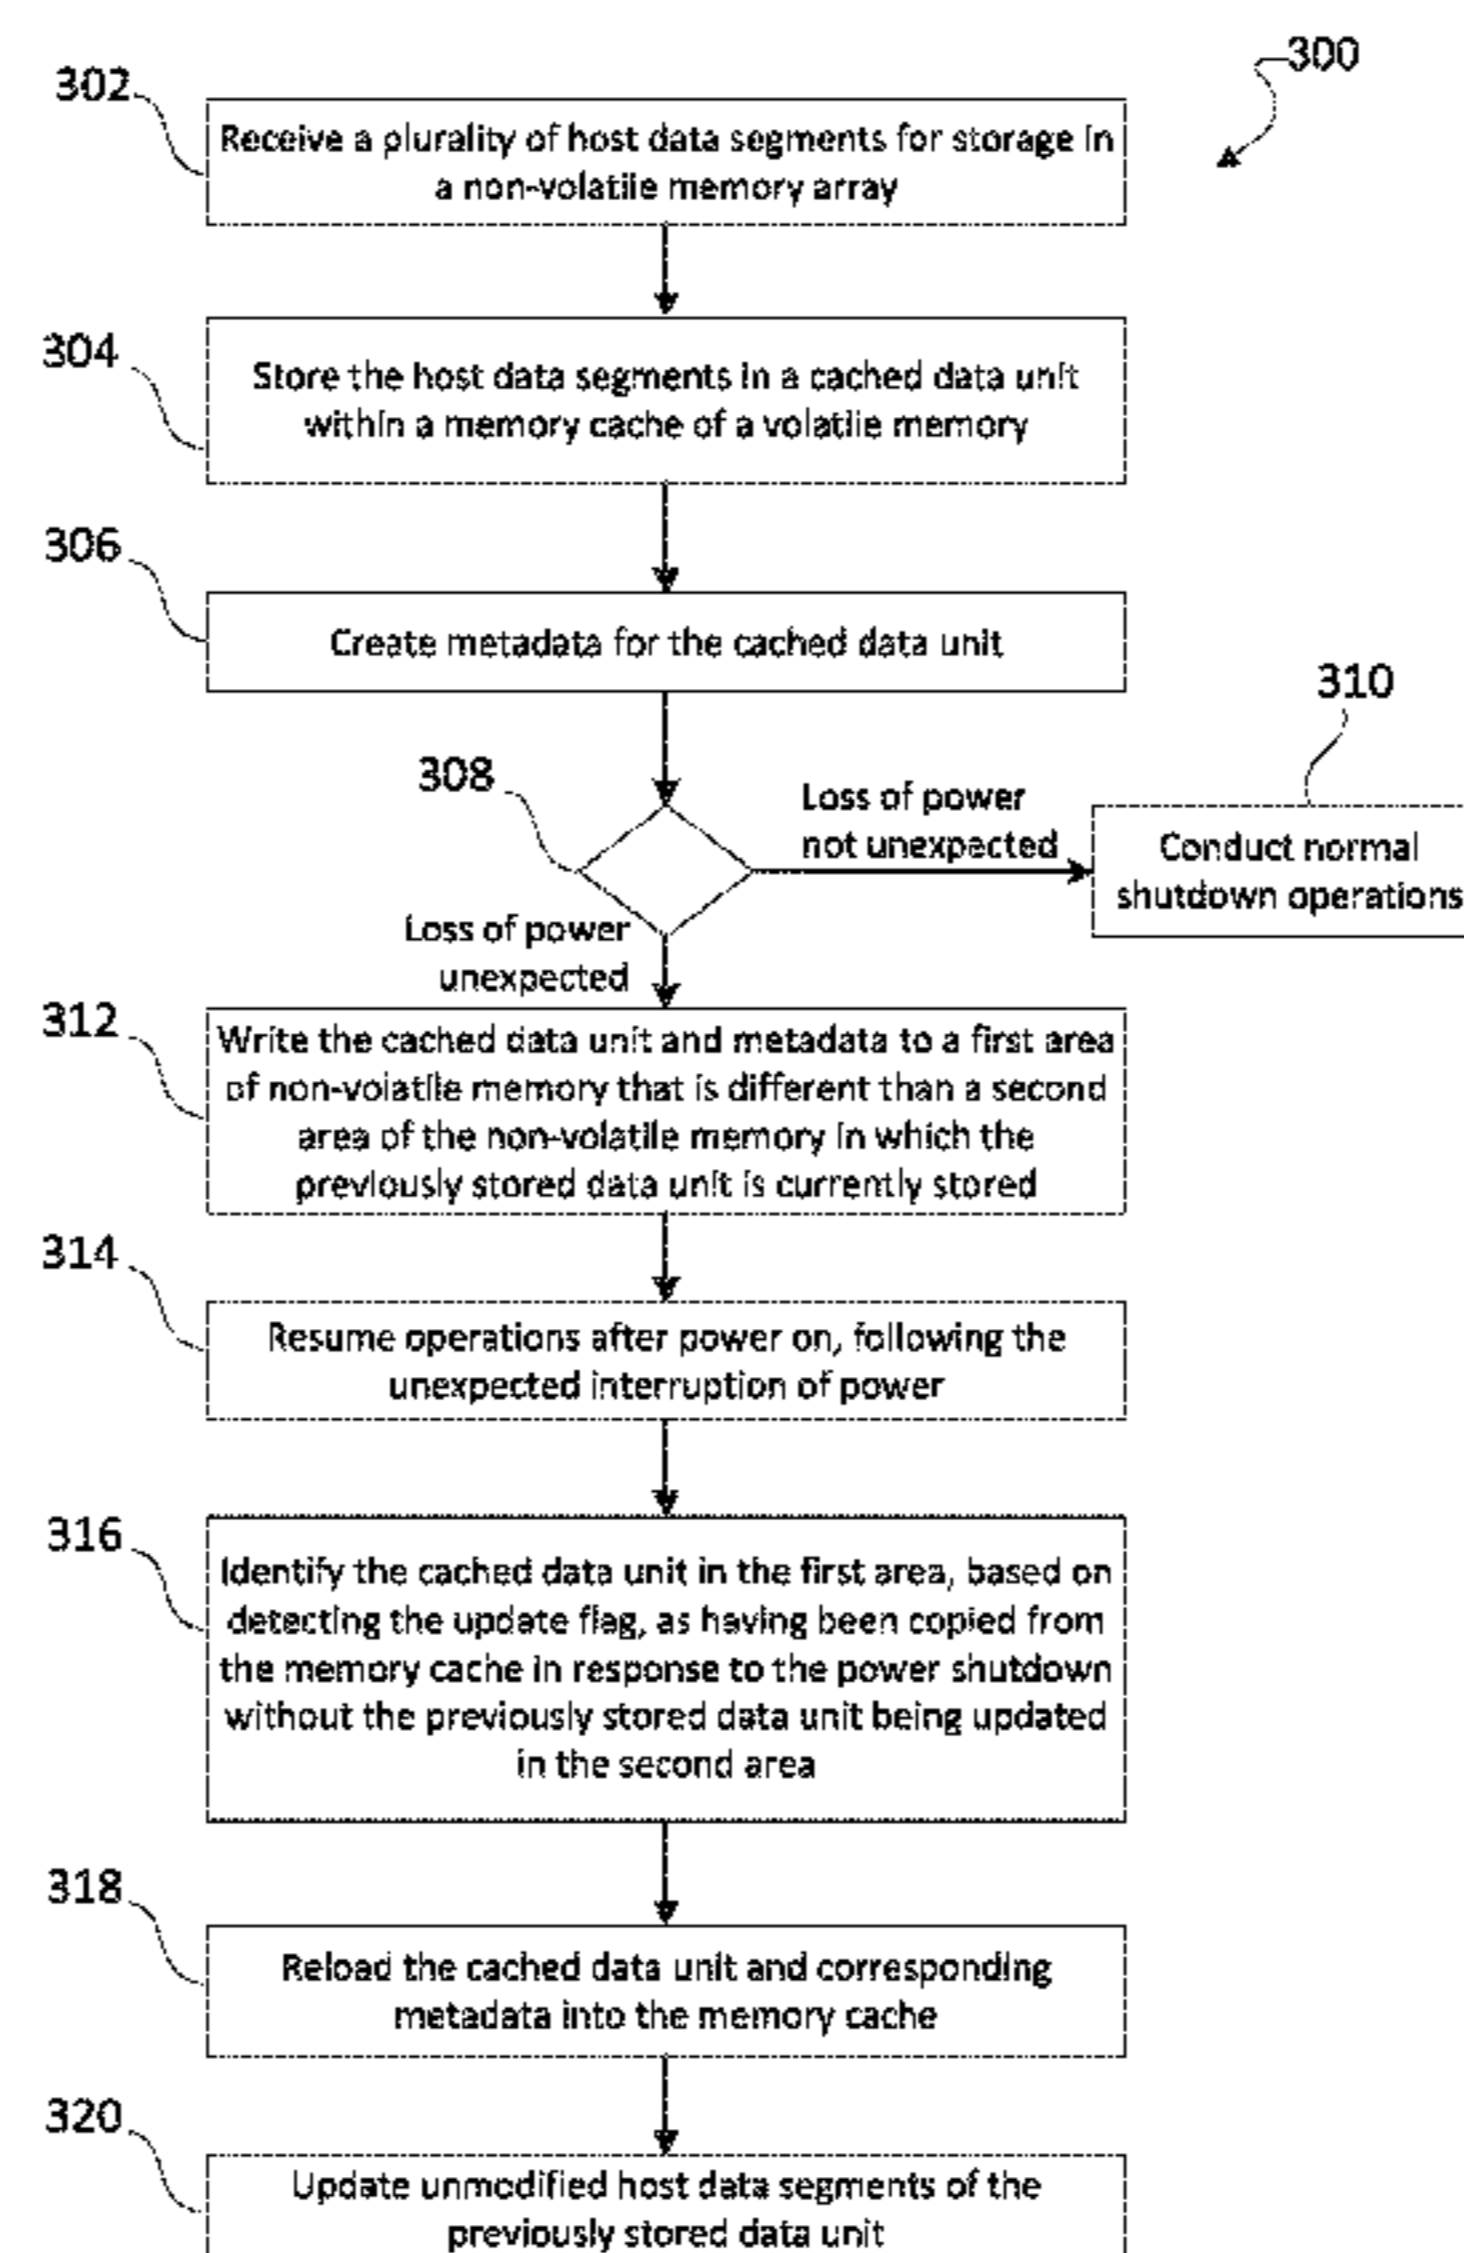 300
302
Receive a plurality of host data segments for storage in
a non-volatile memory array
304
Store the host data segments in a cached data unit
within a memory cache of a volatile memory
306
Create metadata for the cached data unit
310
308
Loss of power
not unexpected
Conduct normal
shutdown operations
Loss of power
unexpected
312
Write the cached data unit and metadata to a first area
of non-volatile memory that is different than a second
area of the non-volatile memory in which the
previously stored data unit is currently stored
314
Resume operations after power on, following the
unexpected interruption of power
316
Identify the cached data unit in the first area, based on
detecting the update flag, as having been copied from
the memory cache in response to the power shutdown
without the previously stored data unit being updated
in the second area
318
Reload the cached data unit and corresponding
metadata into the memory cache
320
Update unmodified host data segments of the
previously stored data unit